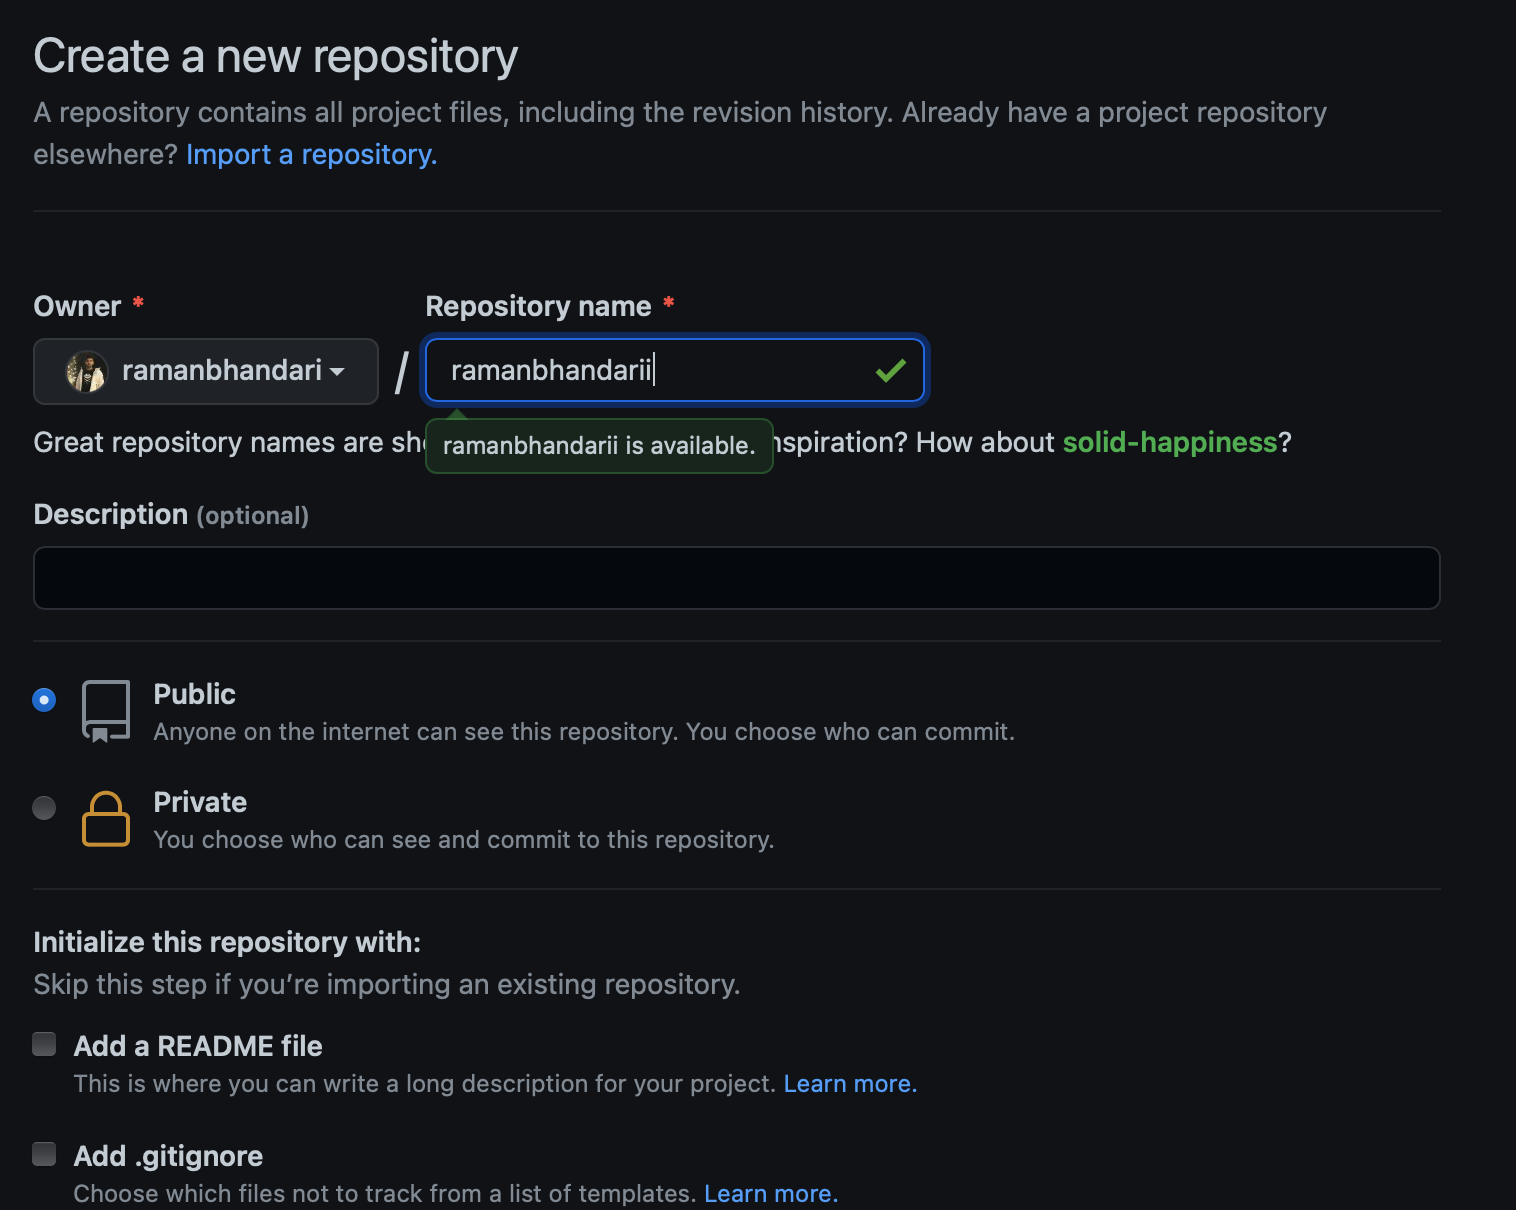 Create a new repository
A repository contains all project files, including the revision history. Already have a project repository
elsewhere? Import a repository.
Owner * Repository name *
ramanbhandari / ramanbhandarii
Great repository names are nspiration? How about solid-happiness?
ramanbhandarii is available.
Description (optional)
Public
Anyone on the internet can see this repository. You choose who can commit.
Private
You choose who can see and commit to this repository.
Initialize this repository with:
Skip this step if you’re importing an existing repository.
Add a README file
This is where you can write a long description for your project. Learn more.
Add .gitignore
Choose which files not to track from a list of templates. Learn more.